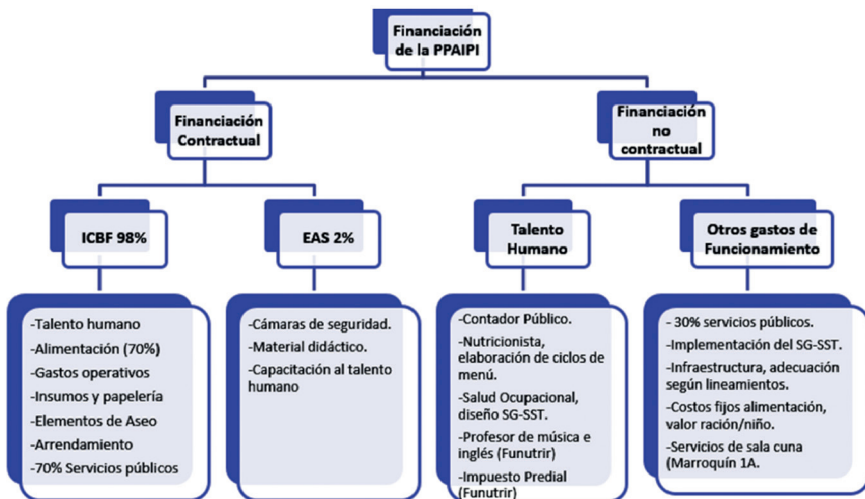 Financiación
de la PPAIPI
Financiación
Contractual
Financiación
no
contractual
ICBF 98%
EAS 2%
Talento
Humano
Otros gastos de
Funcionamiento
-Talento humano
-Alimentación (70%)
-Gastos operativos
-Insumos y papelería
-Elementos de Aseo
-Arrendamiento
-70% Servicios públicos
-Cámaras de seguridad.
-Material didáctico.
-Capacitación al talento
humano
-Contador Público.
-Nutricionista,
elaboración de ciclos de
menú.
-Salud Ocupacional,
diseño SG-SST.
-Profesor de música e
inglés (Funutrir)
-Impuesto Predial
(Funutrir)
- 30% servicios públicos.
-Implementación del SG-SST.
-Infraestructura, adecuación
según lineamientos.
-Costos fijos alimentación,
valor ración/niño.
-Servicios de sala cuna
(Marroquín 1A.